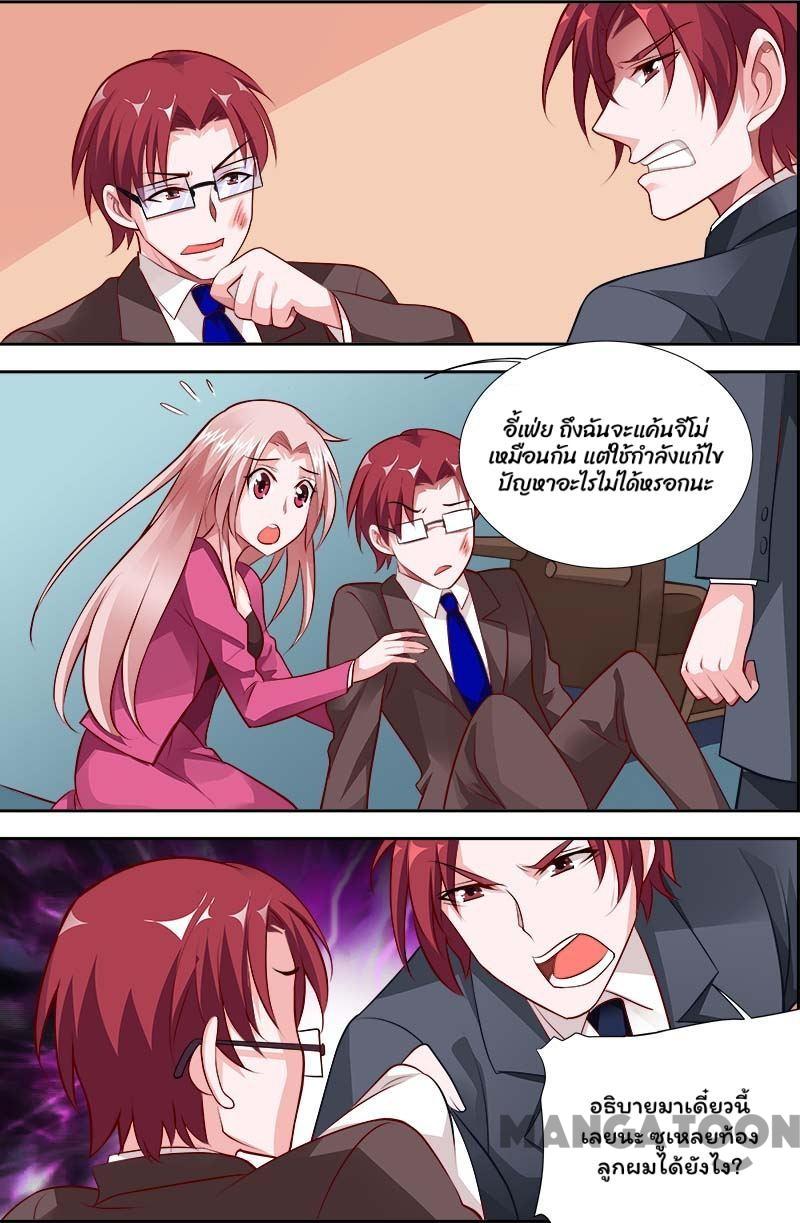 อี้เฟ่ย ถึงฉันจะแค้นจีโม่
เหมือนกัน แต่ใช้กำลังแก้ไข
ปัญหาอะไรไม่ได้หรอกนะ
อธิบายมาเดี๋ยวนี้
เลยนะ ซูเหลยท้อง
ลูกผมได้ยังไง?
MANGATOON